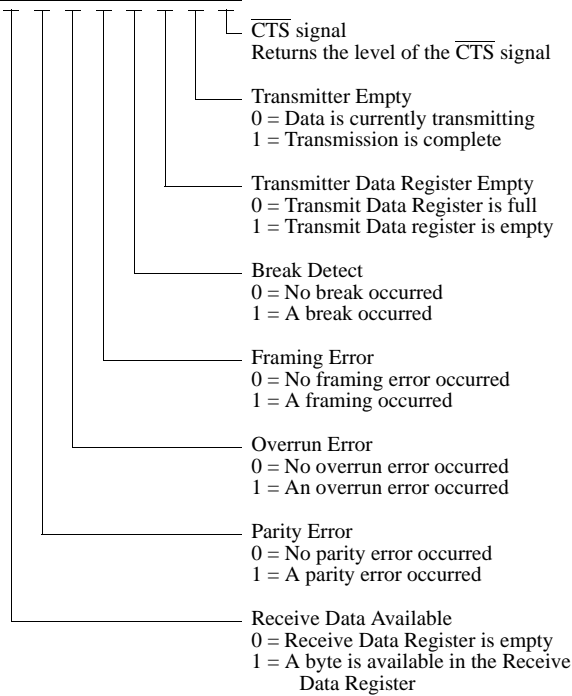 C̅T̅S̅ signal
Returns the level of the C̅T̅S̅ signal
Transmitter Empty
0 = Data is currently transmitting
1 = Transmission is complete
Transmitter Data Register Empty
0 = Transmit Data Register is full
1 = Transmit Data register is empty
Break Detect
0 = No break occurred
1 = A break occurred
Framing Error
0 = No framing error occurred
1 = A framing occurred
Overrun Error
0 = No overrun error occurred
1 = An overrun error occurred
Parity Error
0 = No parity error occurred
1 = A parity error occurred
Receive Data Available
0 = Receive Data Register is empty
1 = A byte is available in the Receive
Data Register